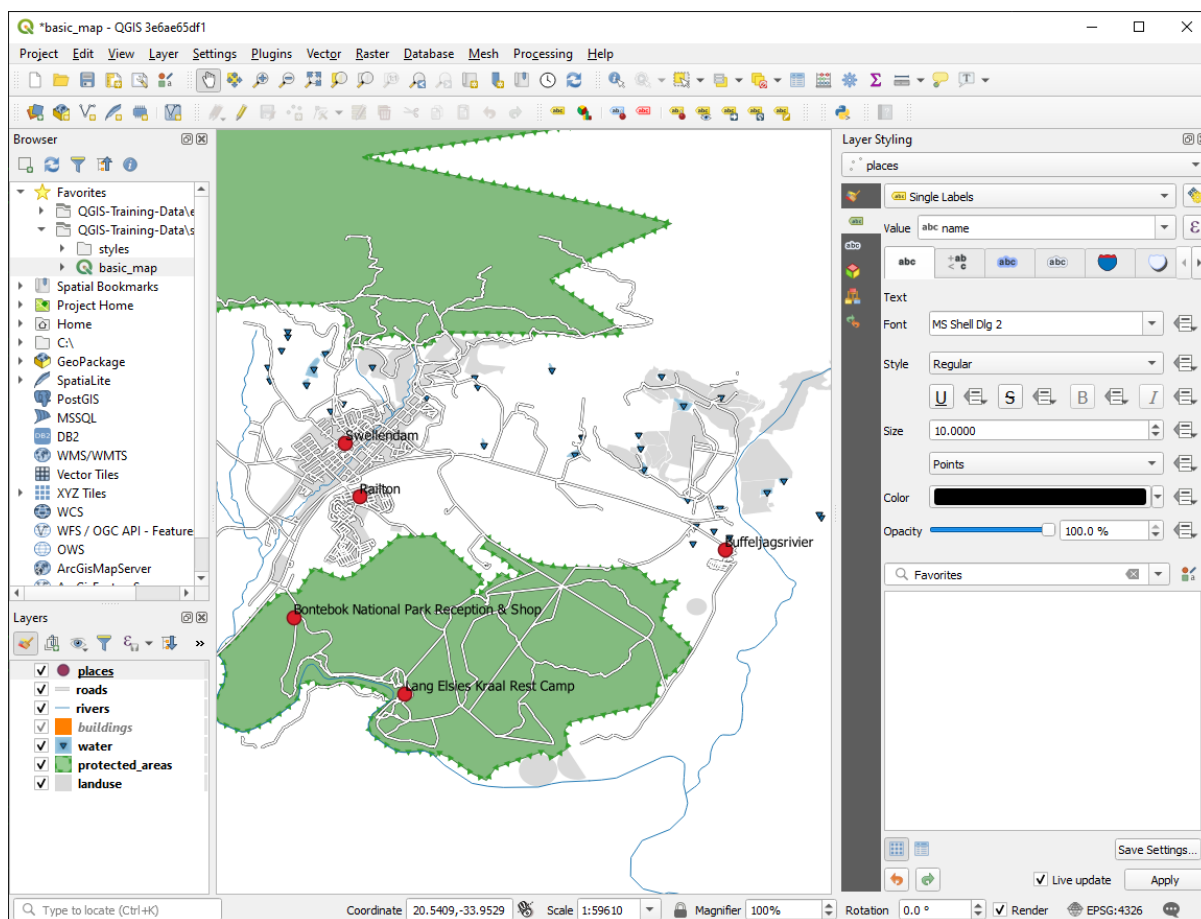 *basic_map - QGIS 3e6ae65df1
Project Edit View Layer Settings Plugins Vector Raster Database Mesh Processing Help
Browser
Favorites
QGIS-Training-Data\e
QGIS-Training-Data\s
styles
basic_map
Spatial Bookmarks
Project Home
Home
C:\
GeoPackage
SpatiaLite
PostGIS
MSSQL
DB2
WMS/WMTS
Vector Tiles
XYZ Tiles
WCS
WFS / OGC API - Feature
OWS
ArcGisMapServer
Layers
places
roads
rivers
buildings
water
protected_areas
landuse
Swellendam
Railton
Buffeljagsrivier
Bontebok National Park Reception & Shop
Lang Elsies Kraal Rest Camp
Layer Styling
places
abc Single Labels
Value abc name
abc +ab < c abc abc
Text
Font MS Shell Dlg 2
Style Regular
U S B I
Size 10.0000
Points
Color
Opacity 100.0 %
Favorites
Save Settings...
Live update Apply
Type to locate (Ctrl+K) Coordinate 20.5409,-33.9529 Scale 1:59610 Magnifier 100% Rotation 0.0 ° Render EPSG:4326